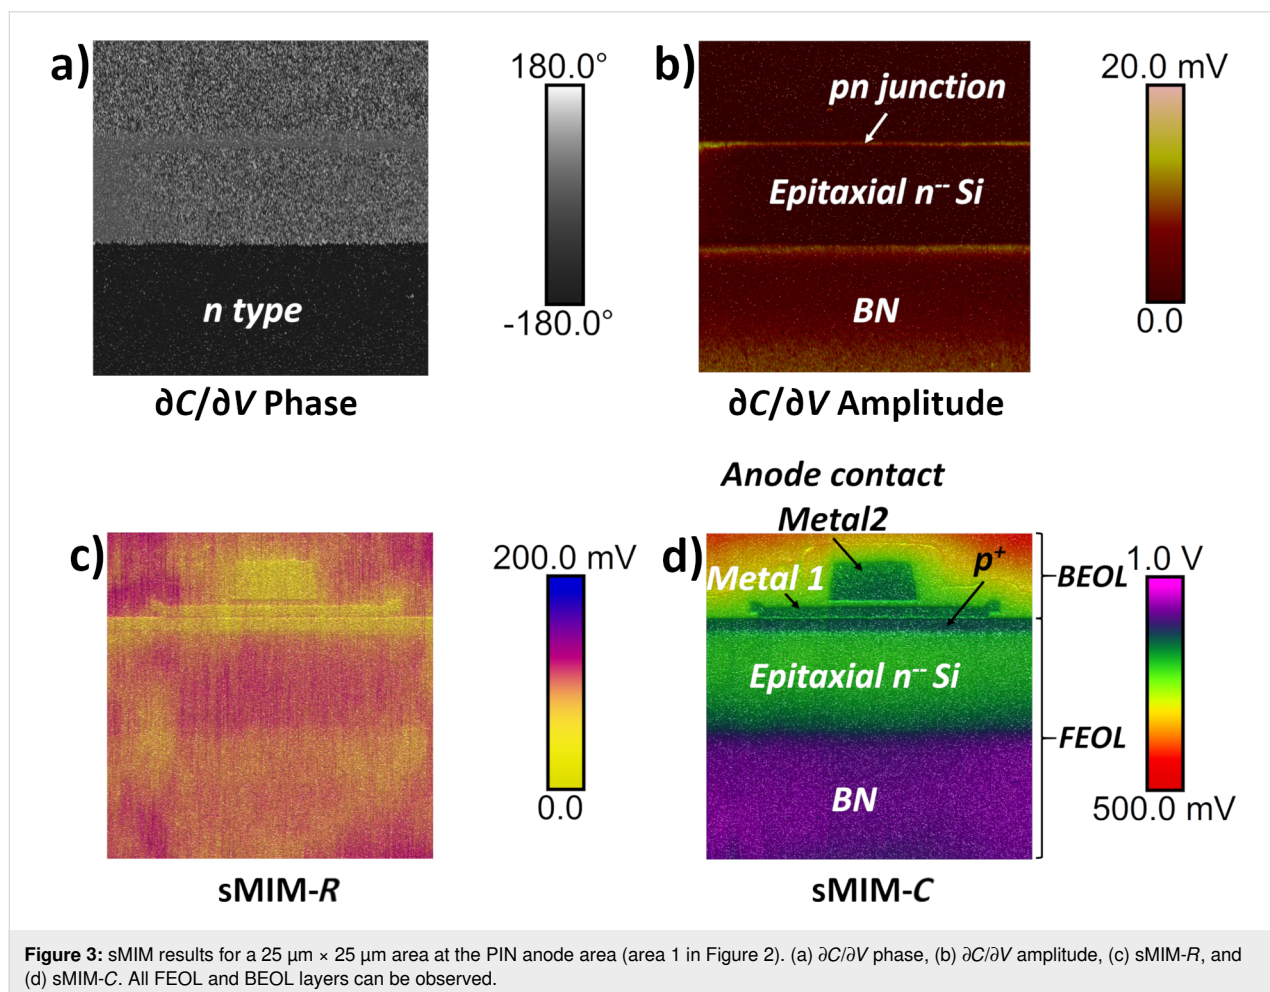 a)
180.0°
-180.0°
n type
∂C/∂V Phase
b)
pn junction
Epitaxial n-- Si
BN
20.0 mV
0.0
∂C/∂V Amplitude
c)
200.0 mV
0.0
sMIM-R
Anode contact
Metal2
d)
Metal 1
p+
Epitaxial n-- Si
BN
BEOL
FEOL
1.0 V
500.0 mV
sMIM-C
Figure 3: sMIM results for a 25 μm × 25 μm area at the PIN anode area (area 1 in Figure 2). (a) ∂C/∂V phase, (b) ∂C/∂V amplitude, (c) sMIM-R, and
(d) sMIM-C. All FEOL and BEOL layers can be observed.